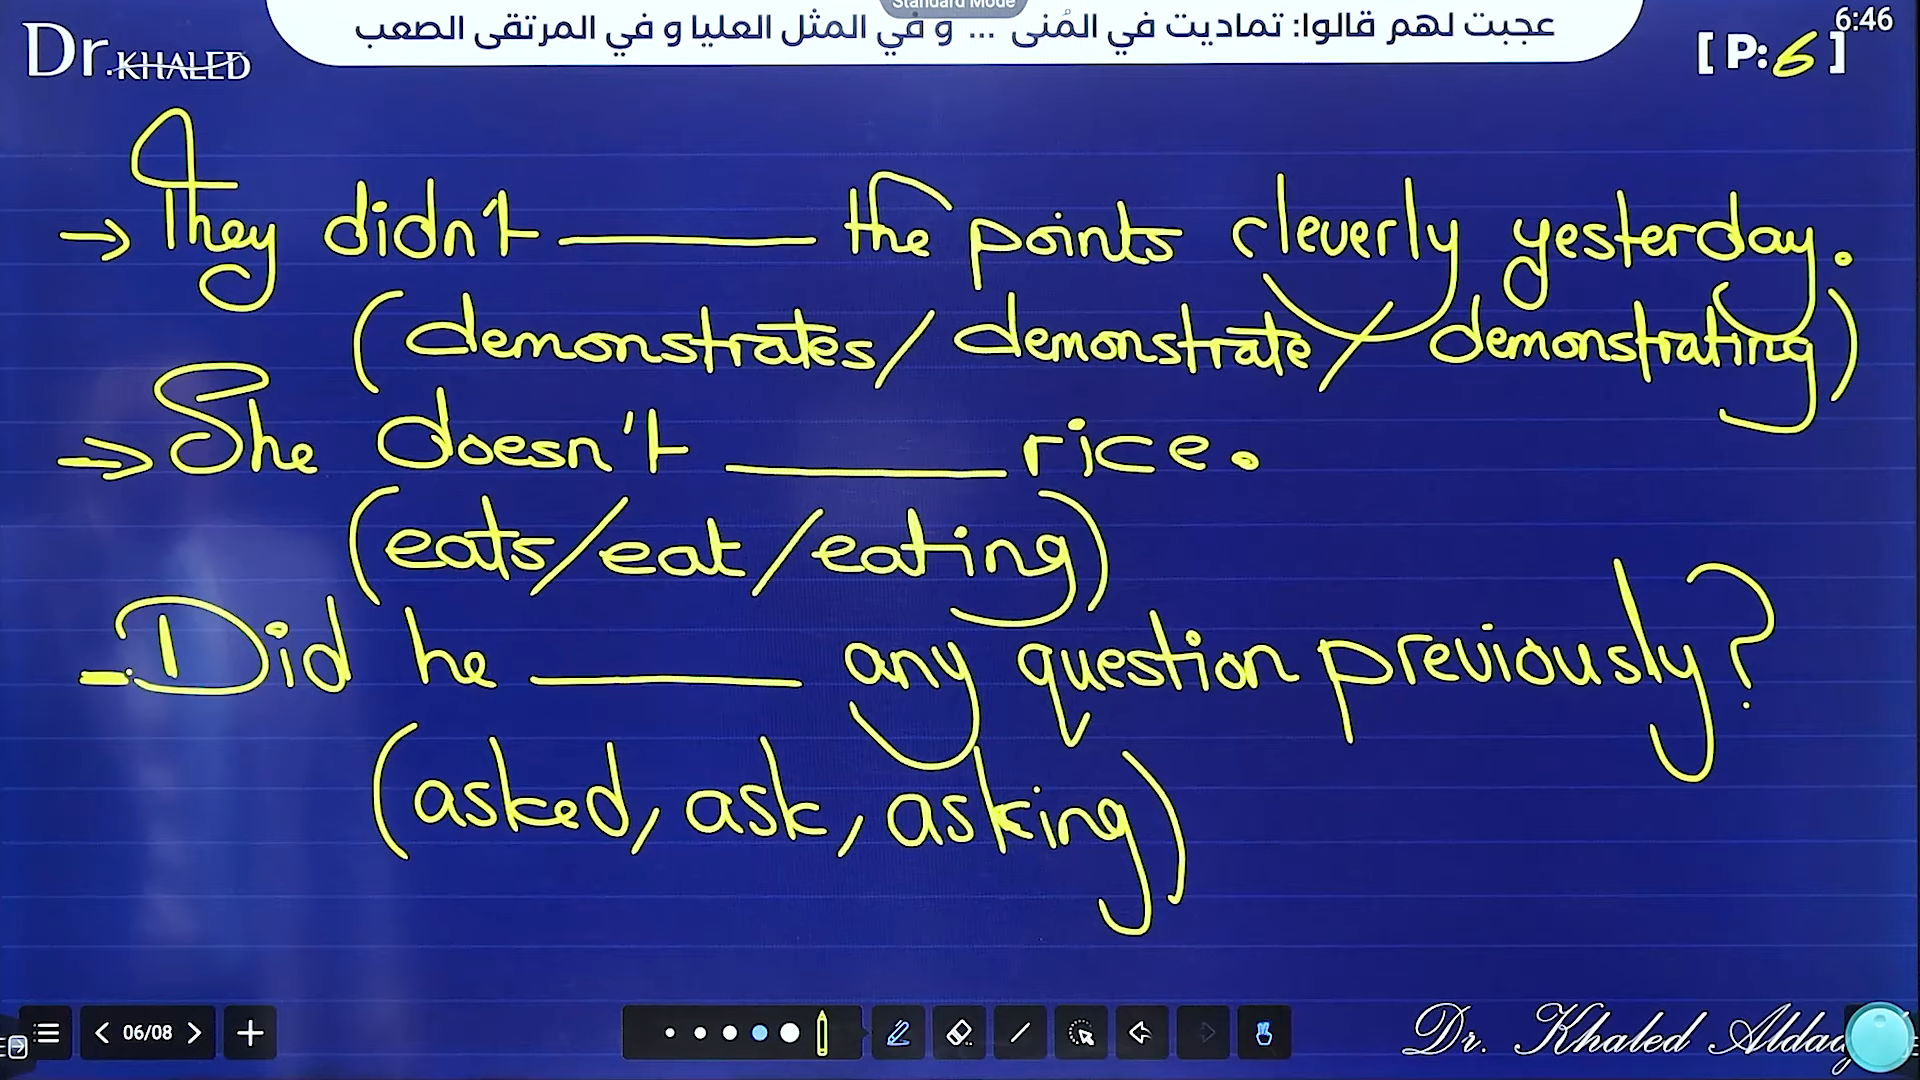 Standard Mode
6:46
عجبت لهم قالوا: تماديت في المُنى ... و في المثل العليا و في المرتقى الصعب
Dr.KHALED
[ P:6 ]
→ They didn't ______ the points cleverly yesterday.
(demonstrates/ demonstrate / demonstrating)
⇒ She doesn't ______ rice.
(eats/eat/eating)
- Did he ______ any question previously?
(asked, ask, asking)
06/08
Dr. Khaled